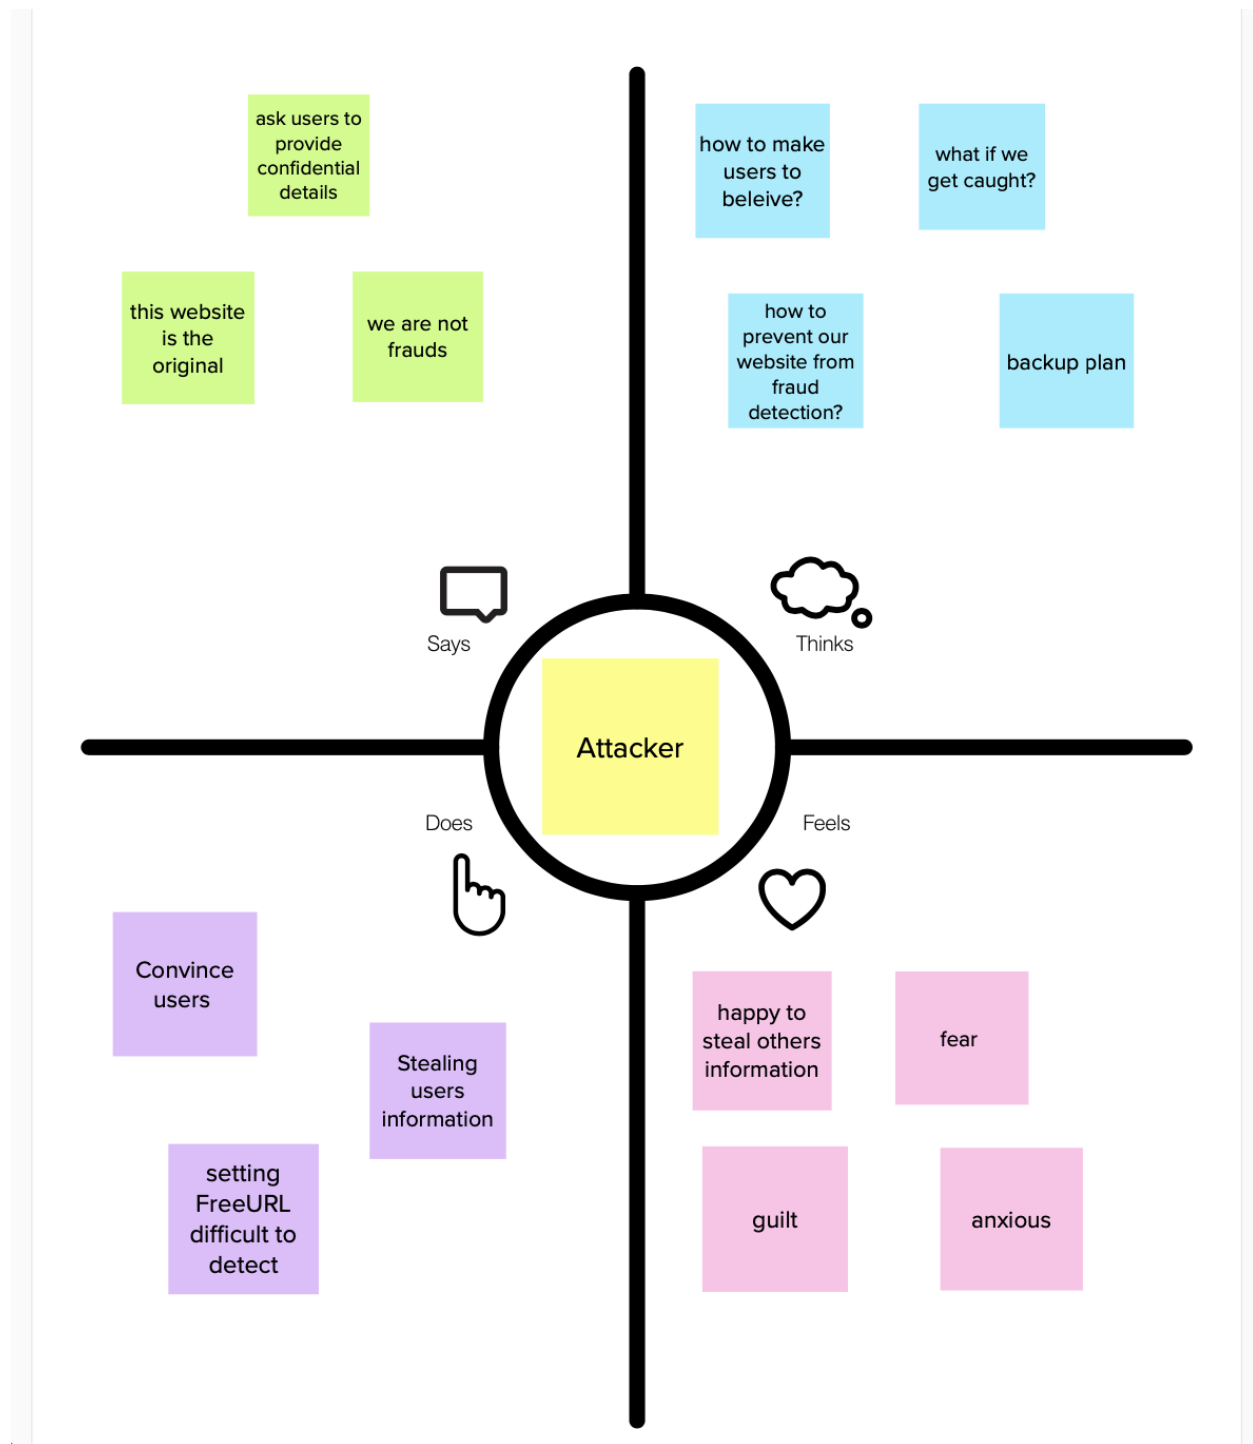 ask users to
provide
confidential
details
this website
is the
original
we are not
frauds
how to make
users to
beleive?
what if we
get caught?
how to
prevent our
website from
fraud
detection?
backup plan
Says
Thinks
Attacker
Does
Feels
Convince
users
Stealing
users
information
setting
FreeURL
difficult to
detect
happy to
steal others
information
fear
guilt
anxious